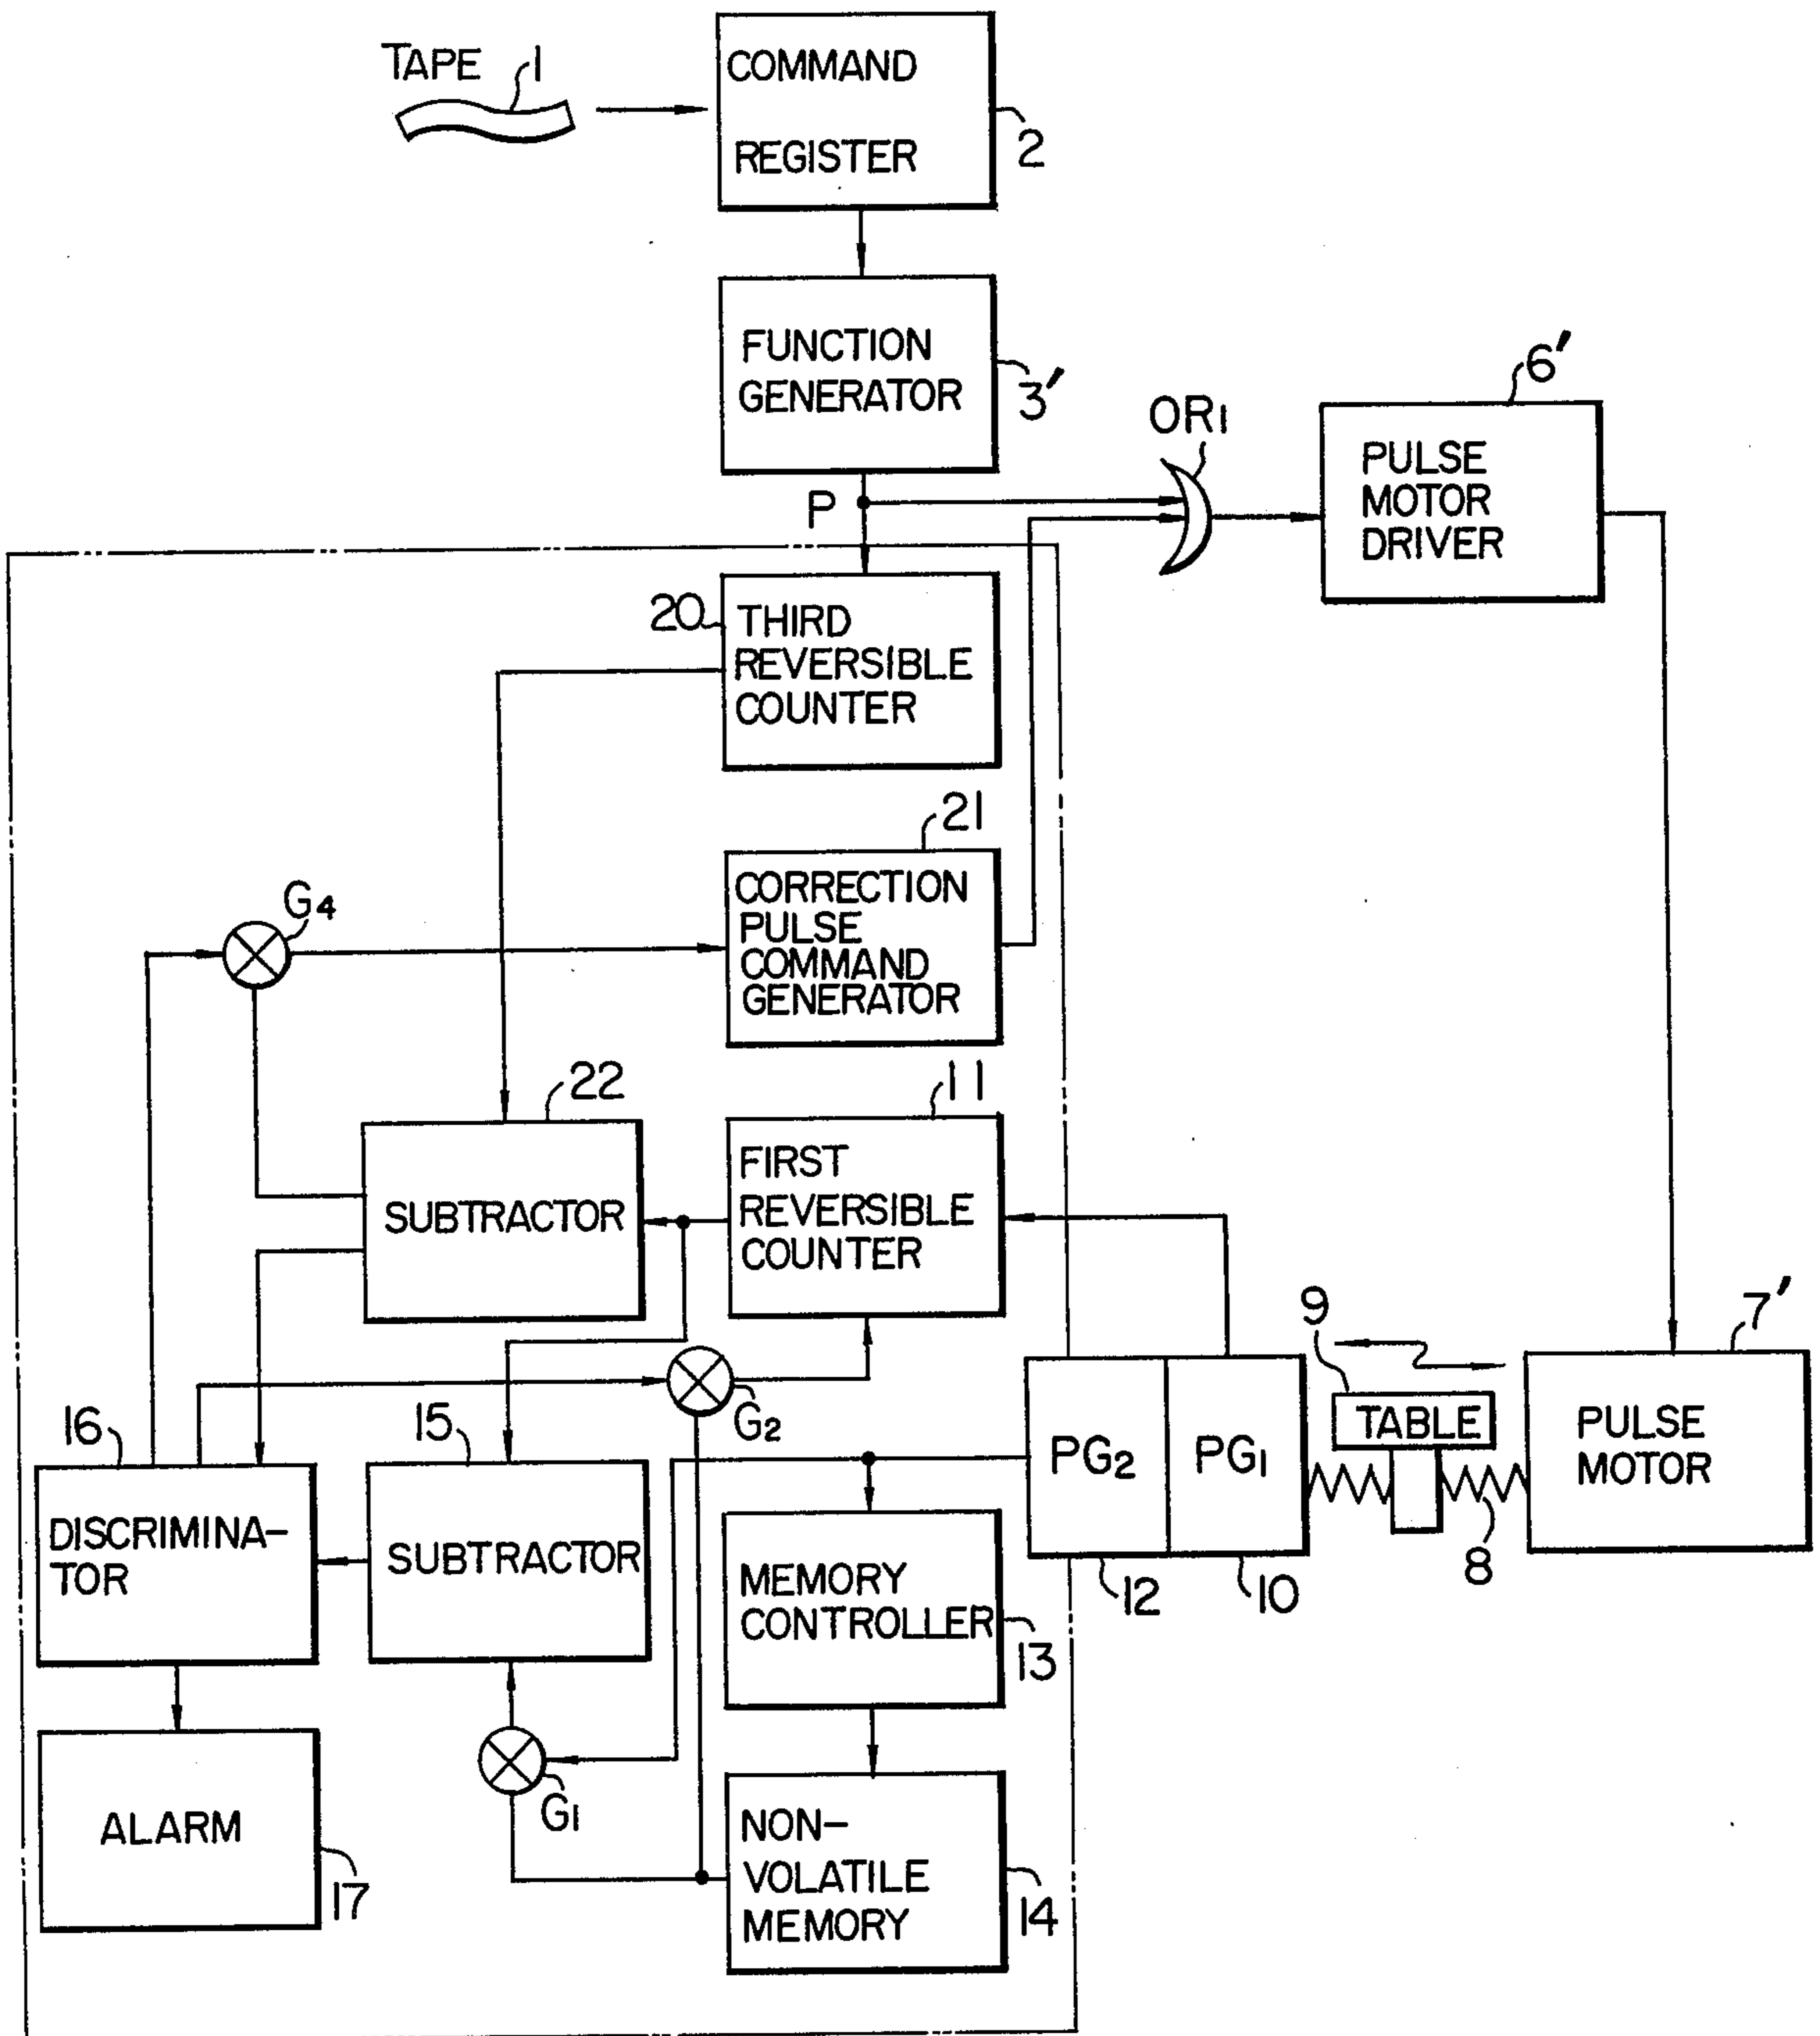 TAPE 1
COMMAND
REGISTER
2
FUNCTION
GENERATOR
3'
P
OR1
6'
PULSE
MOTOR
DRIVER
20
THIRD
REVERSIBLE
COUNTER
21
CORRECTION
PULSE
COMMAND
GENERATOR
G4
22
SUBTRACTOR
11
FIRST
REVERSIBLE
COUNTER
G2
9
TABLE
7'
PULSE
MOTOR
8
PG2
PG1
12
10
16
DISCRIMINA-
TOR
15
SUBTRACTOR
MEMORY
CONTROLLER
13
G1
ALARM
17
NON-
VOLATILE
MEMORY
14